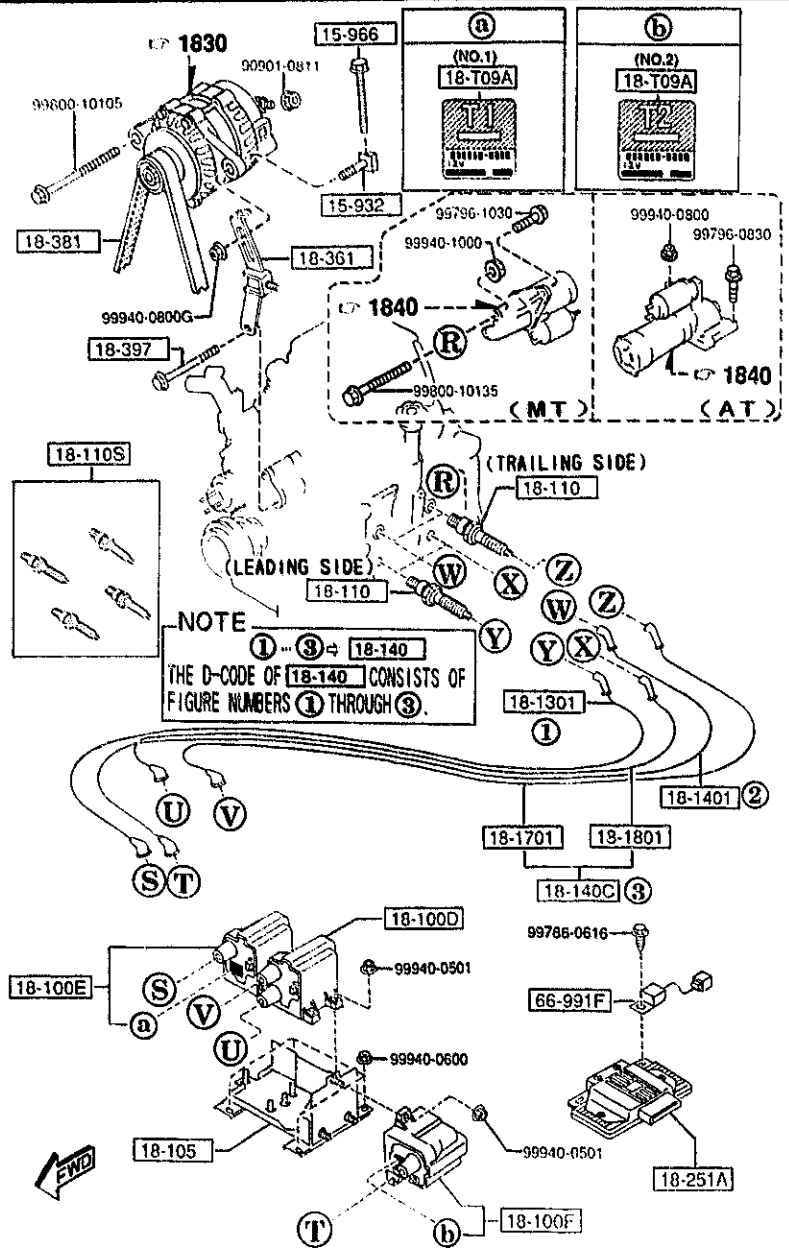 ☞ 1830
15-966
90901-0811
99800-10105
15-932
18-381
18-361
99940-0800G
18-397
a
(NO.1)
18-T09A
T1
12V
b
(NO.2)
18-T09A
T2
12V
99796-1030
99940-1000
☞ 1840
R
99800-10135
(MT)
99940-0800
99796-0830
☞ 1840
(AT)
18-110S
R
(TRAILING SIDE)
18-110
(LEADING SIDE)
18-110
W
X
Z
Y
W
Z
Y
X
NOTE
① … ③ ⇨ 18-140
THE D-CODE OF 18-140 CONSISTS OF
FIGURE NUMBERS ① THROUGH ③.
18-1301
①
U
V
S
T
18-1401 ②
18-1701
18-1801
18-140C ③
18-100D
18-100E
S
a
V
U
99940-0501
99940-0600
18-105
FWD
99940-0501
T
b
18-100F
99786-0616
66-991F
18-251A